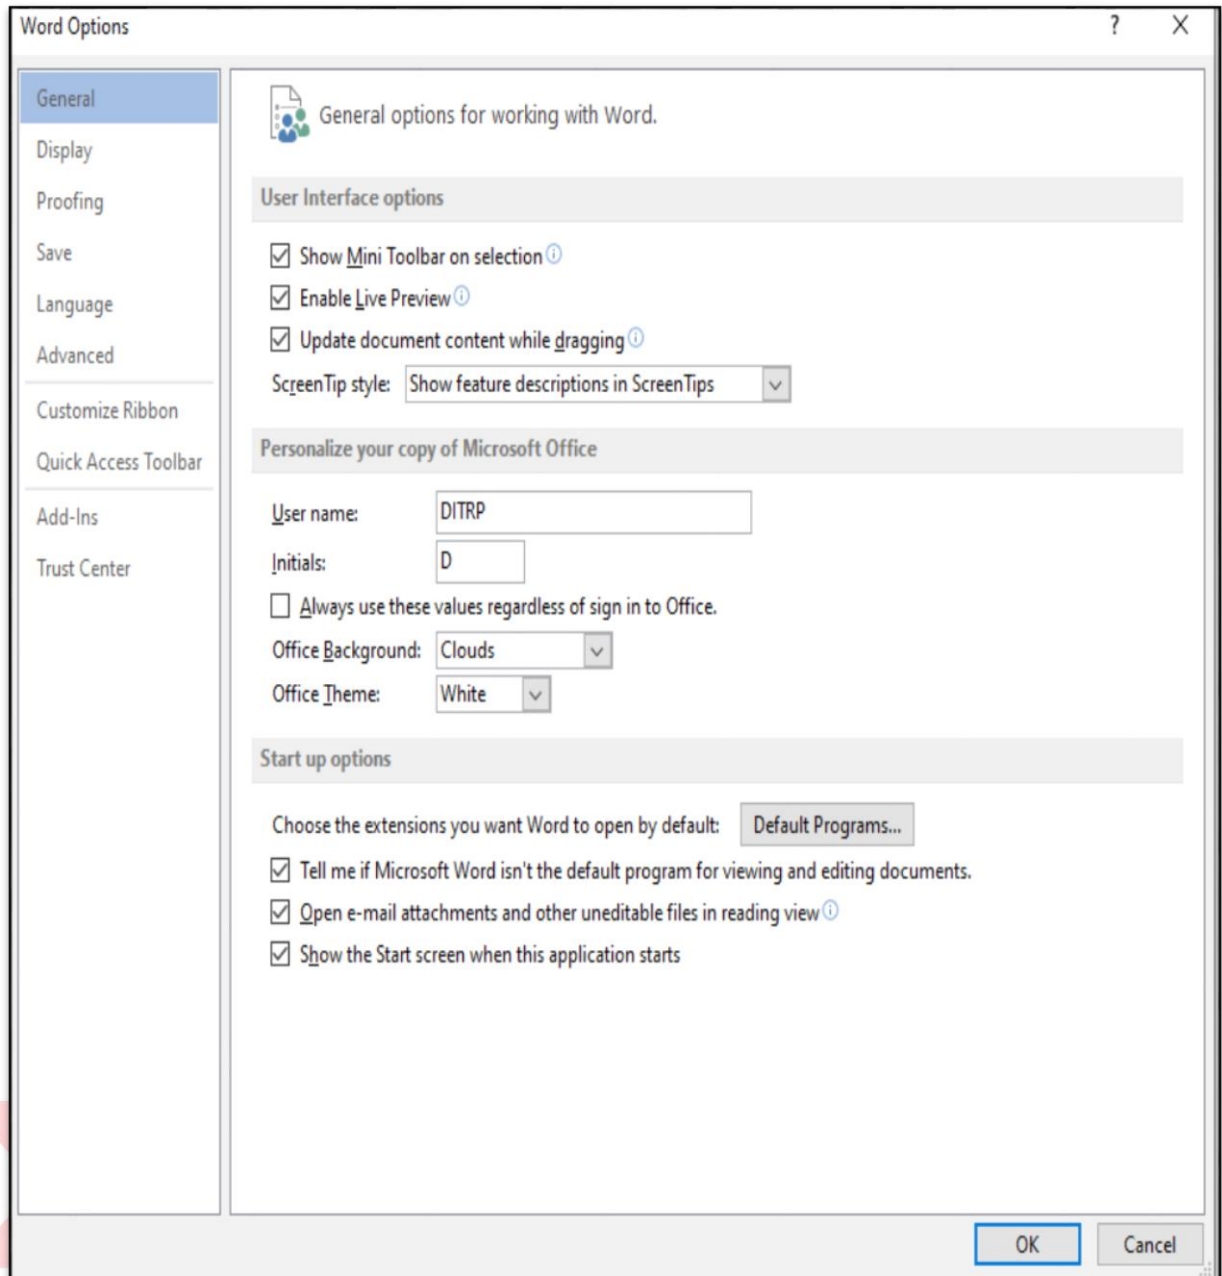 Word Options
?
X
General
Display
Proofing
Save
Language
Advanced
Customize Ribbon
Quick Access Toolbar
Add-Ins
Trust Center
General options for working with Word.
User Interface options
Show Mini Toolbar on selection
Enable Live Preview
Update document content while dragging
ScreenTip style: Show feature descriptions in ScreenTips
Personalize your copy of Microsoft Office
User name: DITRP
Initials: D
Always use these values regardless of sign in to Office.
Office Background: Clouds
Office Theme: White
Start up options
Choose the extensions you want Word to open by default: Default Programs...
Tell me if Microsoft Word isn't the default program for viewing and editing documents.
Open e-mail attachments and other uneditable files in reading view
Show the Start screen when this application starts
OK Cancel